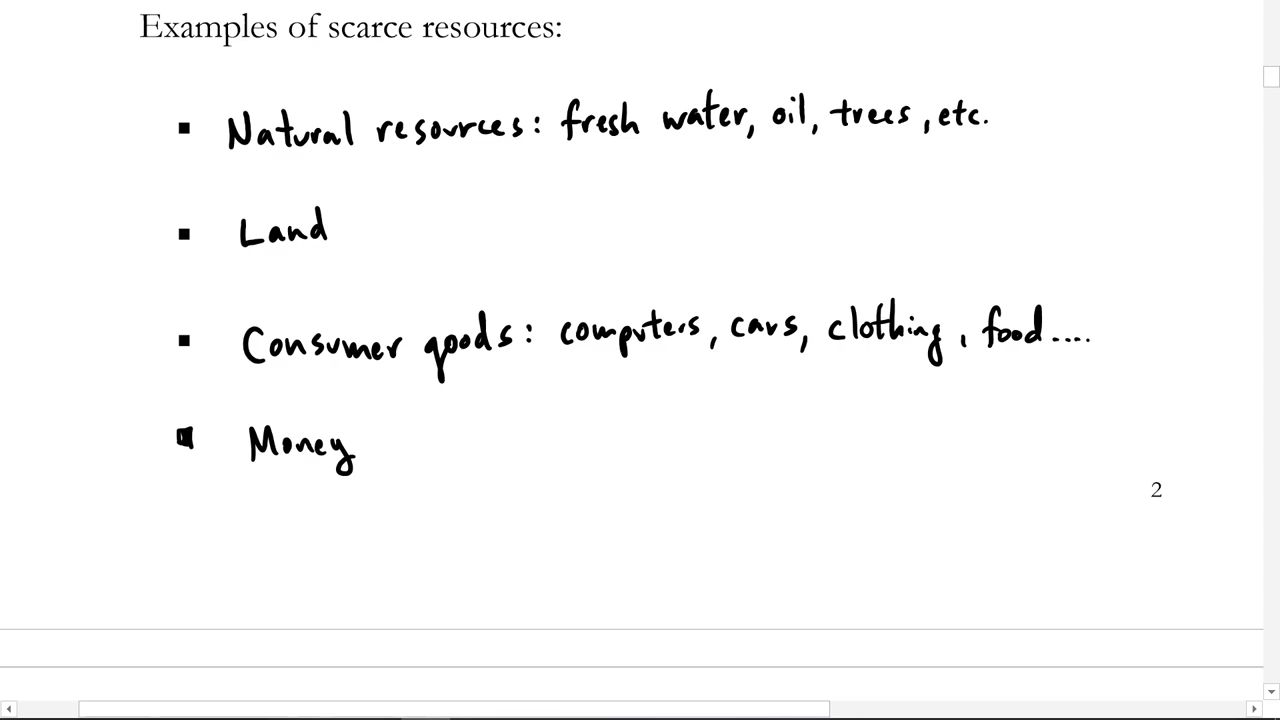 Examples of scarce resources:
▪ Natural resources: fresh water, oil, trees, etc.
▪ Land
▪ Consumer goods: computers, cars, clothing, food....
▪ Money
2